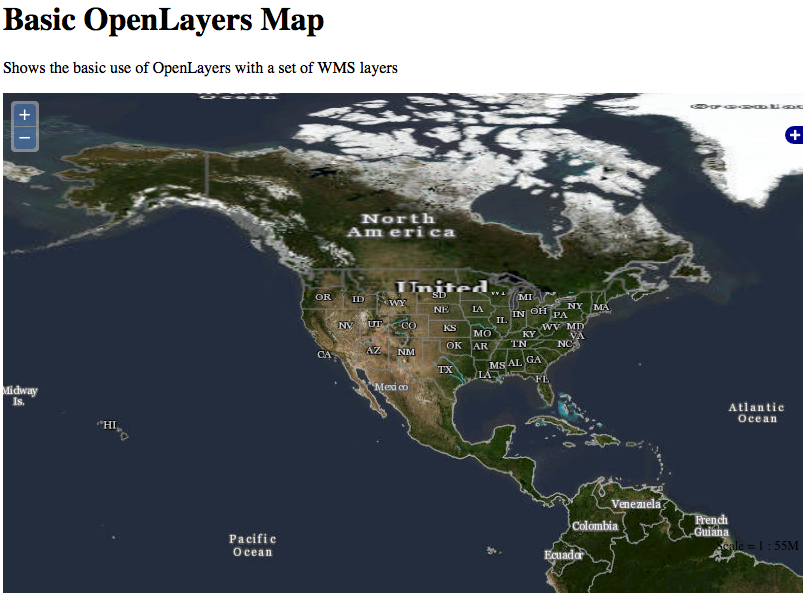 Basic OpenLayers Map
Shows the basic use of OpenLayers with a set of WMS layers
Ocean
+
−
+
North
America
United
OR
ID
WY
SD
WI
MI
NY
MA
NE
IA
IL
IN
OH
PA
NV
UT
CO
KS
MO
KY
WV
MD
VA
CA
AZ
NM
OK
AR
TN
NC
TX
LA
MS
AL
GA
FL
Mexico
Midway
Is.
HI
Atlantic
Ocean
Venezuela
Colombia
French
Guiana
Ecuador
Pacific
Ocean
Scale = 1 : 55M